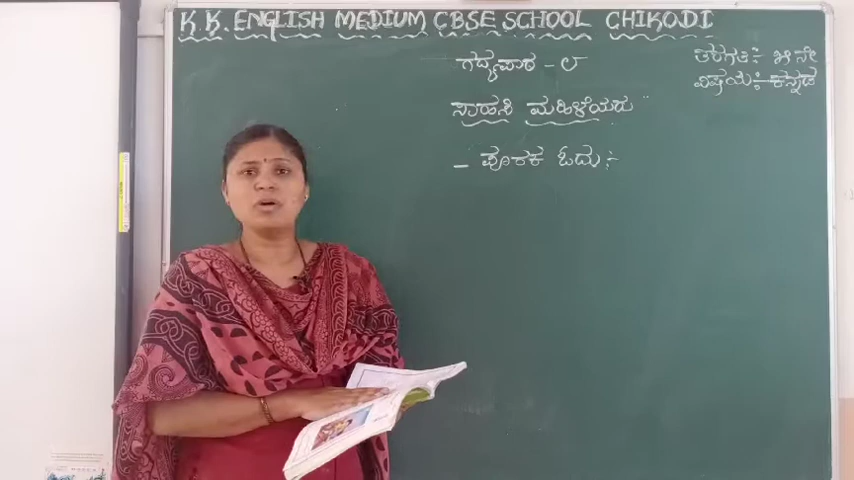 K.K.ENGLISH MEDIUM CBSE SCHOOL CHIKODI
ಗದ್ಯಪಾಠ - ೮
ತರಗತಿ:- ೫ನೇ
ವಿಷಯ:- ಕನ್ನಡ
ಸಾಹಸಿ ಮಹಿಳೆಯರು
- ಪೂರಕ ಓದು:-